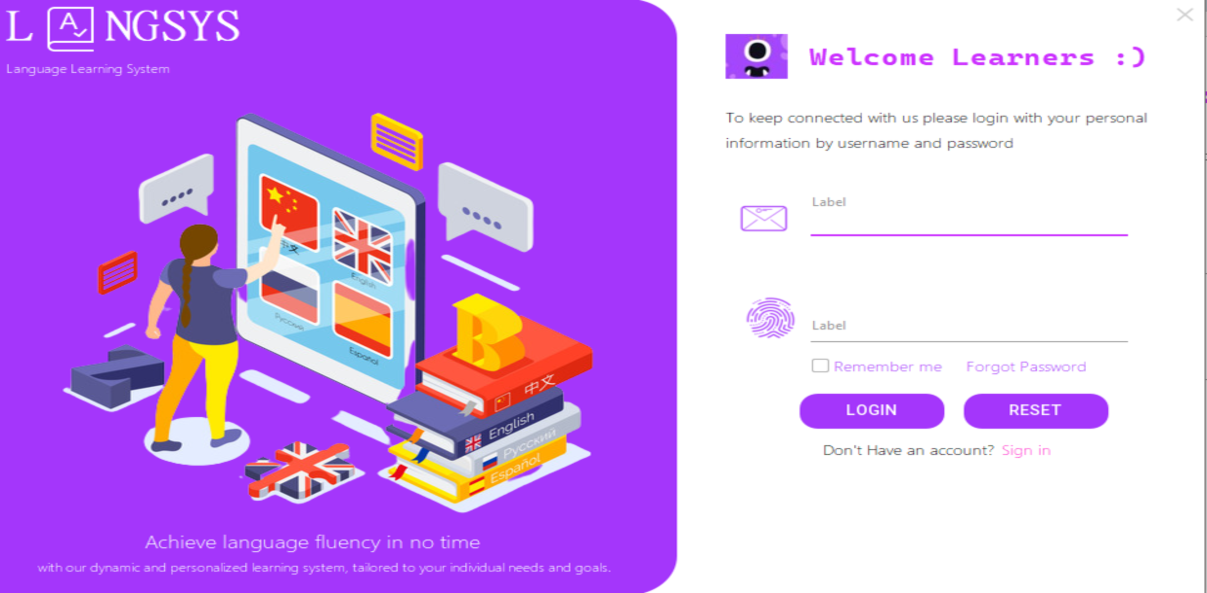 L A NGSYS
Language Learning System
中文
English
Русский
Español
B
中文
English
Русский
Español
Achieve language fluency in no time
with our dynamic and personalized learning system, tailored to your individual needs and goals.
Welcome Learners :)
To keep connected with us please login with your personal
information by username and password
Label
Label
Remember me Forgot Password
LOGIN RESET
Don't Have an account? Sign in